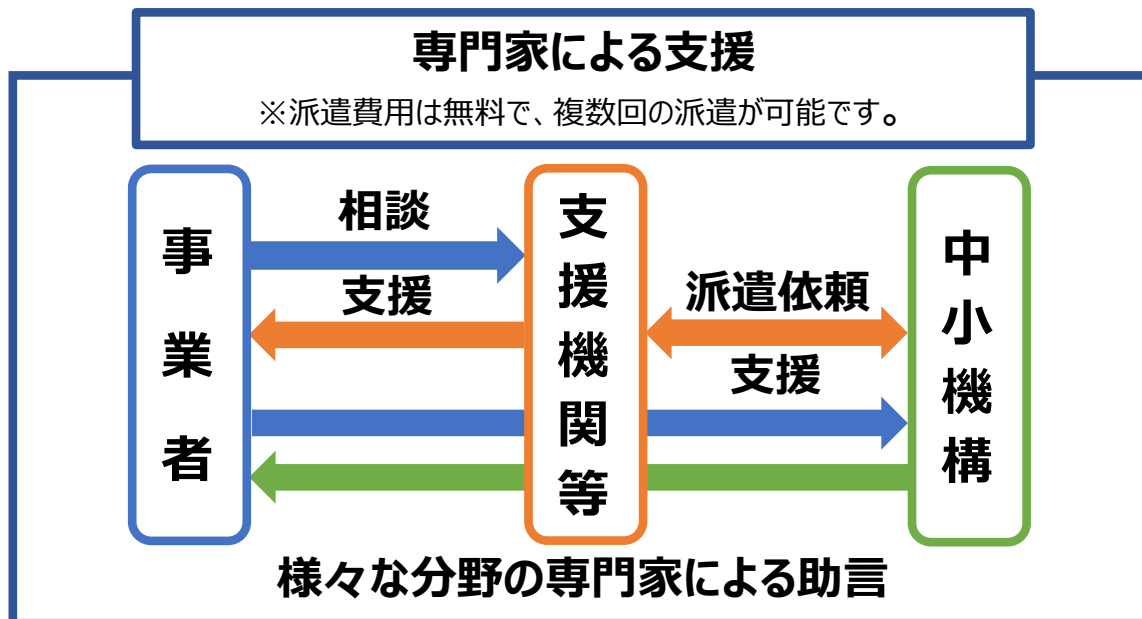 専門家による支援
※派遣費用は無料で、複数回の派遣が可能です。
事業者
相談
支援
支援機関等
派遣依頼
支援
中小機構
様々な分野の専門家による助言